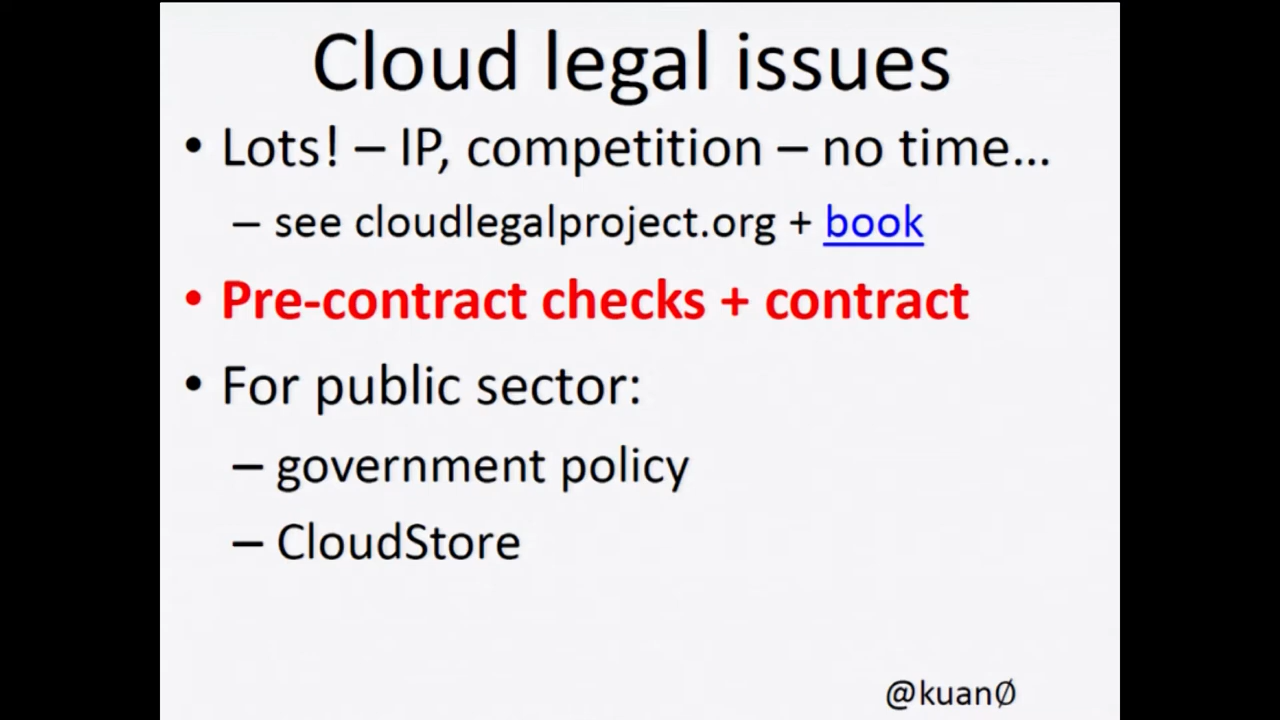 Cloud legal issues
• Lots! – IP, competition – no time…
– see cloudlegalproject.org + book
• Pre-contract checks + contract
• For public sector:
– government policy
– CloudStore
@kuan∅